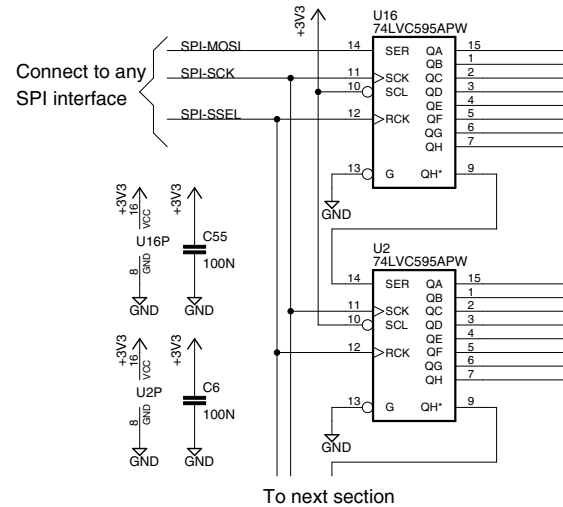 +3V3
U16
74LVC595APW
SPI-MOSI
14
SER
QA
15
QB
1
SPI-SCK
11
SCK
QC
2
10
SCL
QD
3
QE
4
SPI-SSEL
12
RCK
QF
5
QG
6
QH
7
13
G
QH*
9
GND
Connect to any
SPI interface
+3V3
16
VCC
U16P
8
GND
GND
+3V3
C55
100N
GND
U2
74LVC595APW
14
SER
QA
15
QB
1
11
SCK
QC
2
10
SCL
QD
3
QE
4
12
RCK
QF
5
QG
6
QH
7
13
G
QH*
9
GND
+3V3
16
VCC
U2P
8
GND
GND
+3V3
C6
100N
GND
To next section